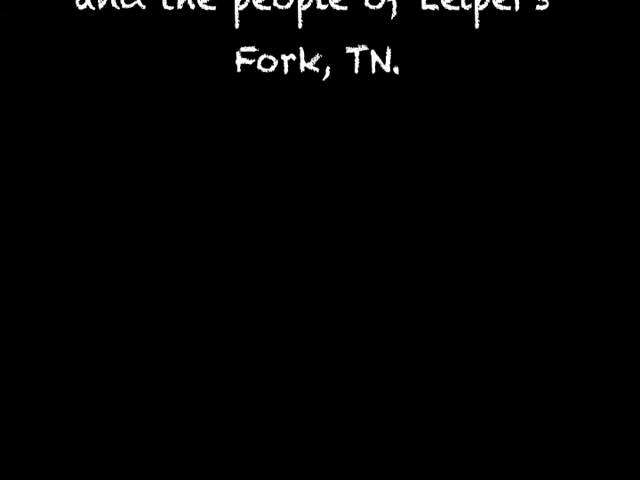 and the people of Leiper's
Fork, TN.